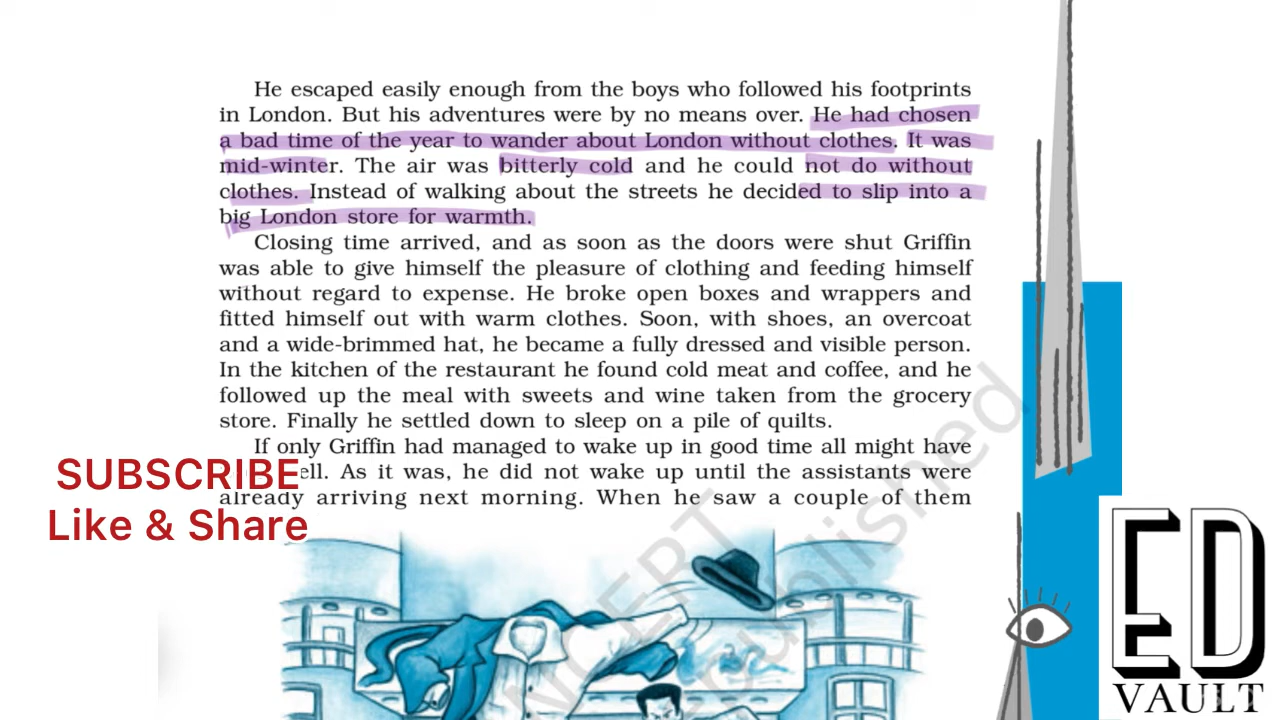 He escaped easily enough from the boys who followed his footprints
in London. But his adventures were by no means over. He had chosen
a bad time of the year to wander about London without clothes. It was
mid-winter. The air was bitterly cold and he could not do without
clothes. Instead of walking about the streets he decided to slip into a
big London store for warmth.
Closing time arrived, and as soon as the doors were shut Griffin
was able to give himself the pleasure of clothing and feeding himself
without regard to expense. He broke open boxes and wrappers and
fitted himself out with warm clothes. Soon, with shoes, an overcoat
and a wide-brimmed hat, he became a fully dressed and visible person.
In the kitchen of the restaurant he found cold meat and coffee, and he
followed up the meal with sweets and wine taken from the grocery
store. Finally he settled down to sleep on a pile of quilts.
If only Griffin had managed to wake up in good time all might have
As it was, he did not wake up until the assistants were
already arriving next morning. When he saw a couple of them
SUBSCRIBE
Like & Share
NCERT
ED
VAULT